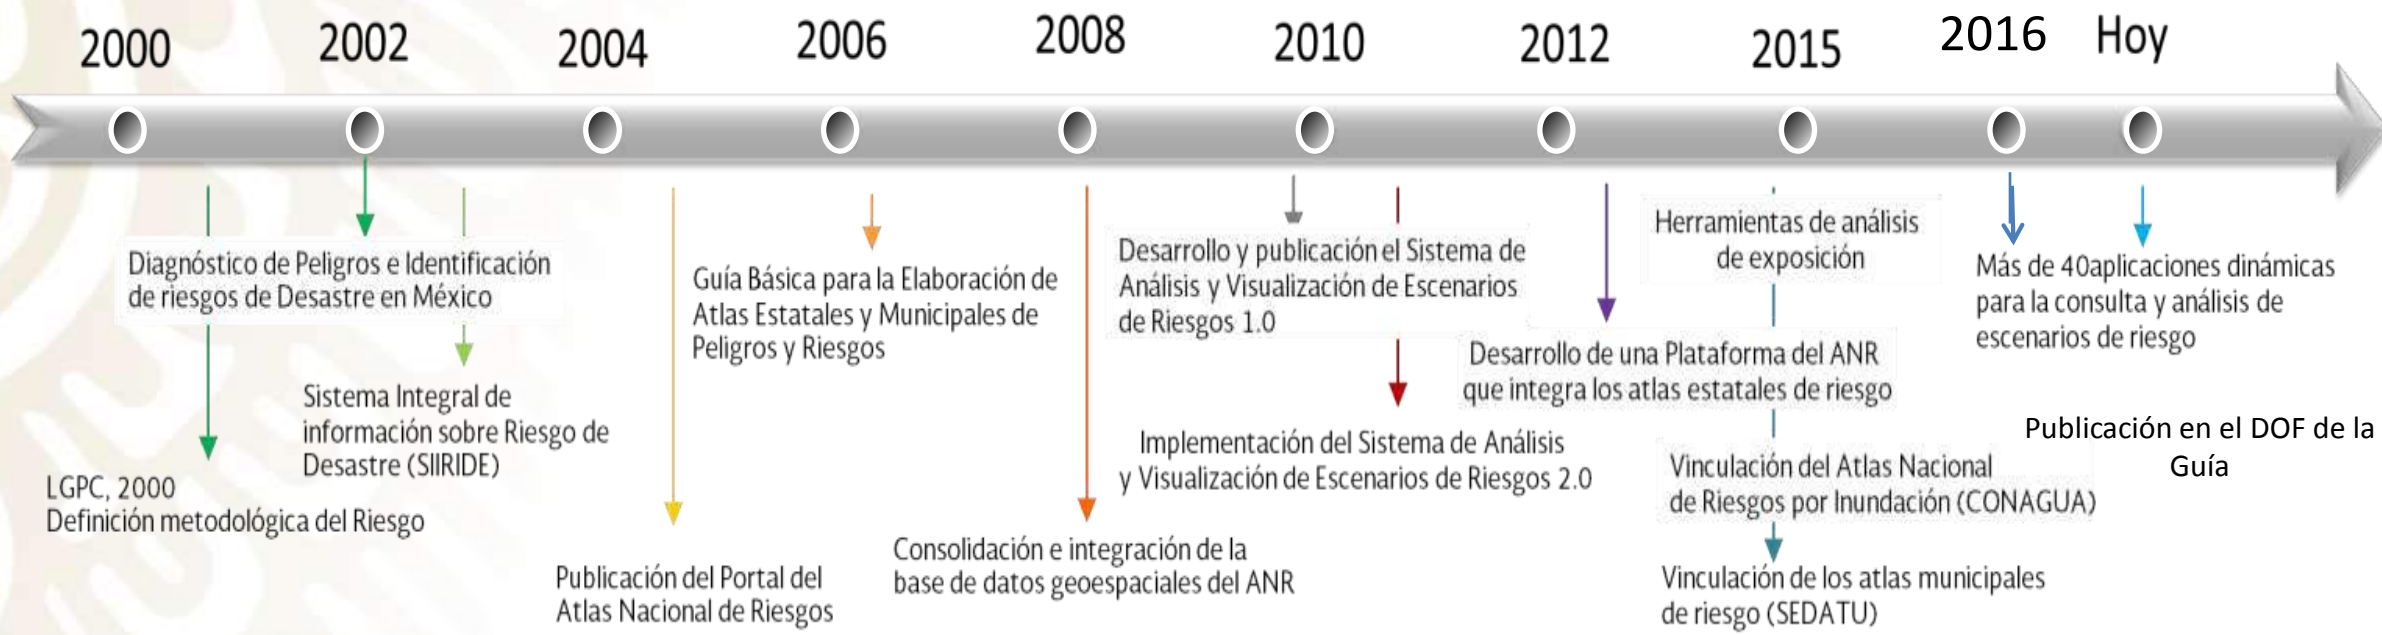 2000
2002
2004
2006
2008
2010
2012
2015
2016
Hoy
LGPC, 2000
Definición metodológica del Riesgo
Diagnóstico de Peligros e Identificación
de riesgos de Desastre en México
Sistema Integral de
información sobre Riesgo de
Desastre (SIIRIDE)
Publicación del Portal del
Atlas Nacional de Riesgos
Guía Básica para la Elaboración de
Atlas Estatales y Municipales de
Peligros y Riesgos
Consolidación e integración de la
base de datos geoespaciales del ANR
Desarrollo y publicación el Sistema de
Análisis y Visualización de Escenarios
de Riesgos 1.0
Implementación del Sistema de Análisis
y Visualización de Escenarios de Riesgos 2.0
Desarrollo de una Plataforma del ANR
que integra los atlas estatales de riesgo
Herramientas de análisis
de exposición
Vinculación del Atlas Nacional
de Riesgos por Inundación (CONAGUA)
Vinculación de los atlas municipales
de riesgo (SEDATU)
Más de 40aplicaciones dinámicas
para la consulta y análisis de
escenarios de riesgo
Publicación en el DOF de la
Guía